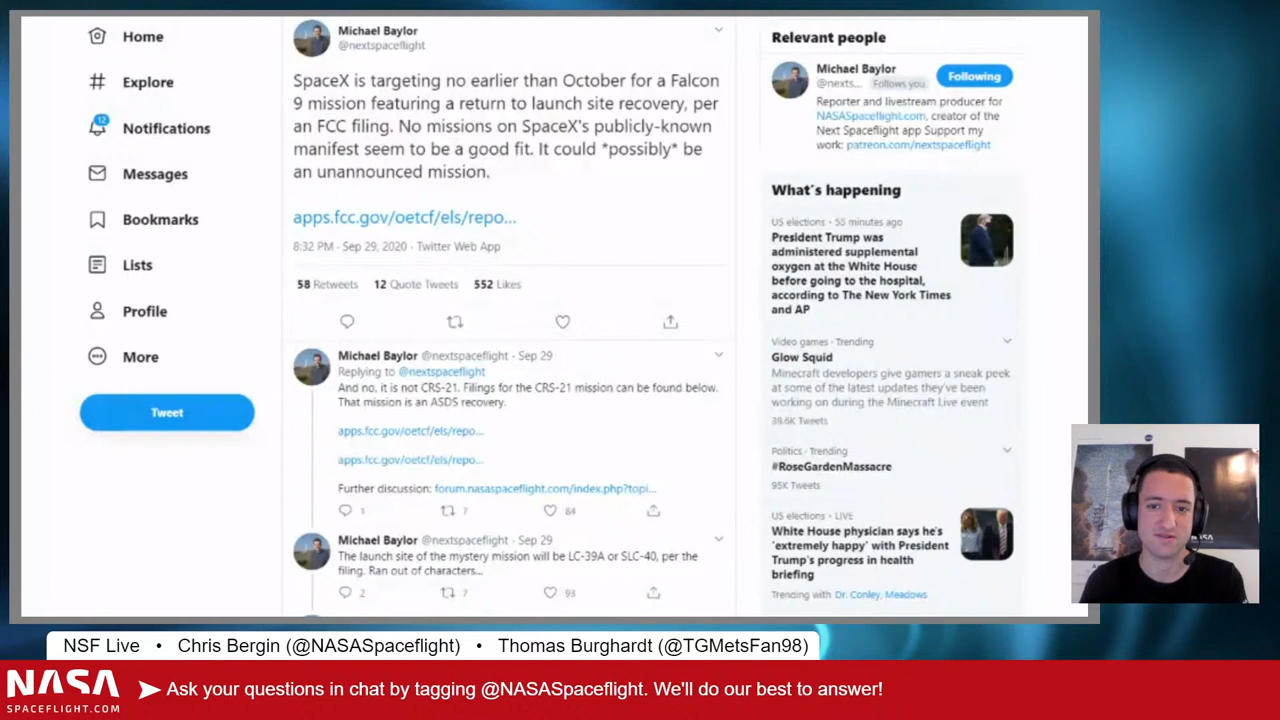 Home
Explore
12
Notifications
Messages
Bookmarks
Lists
Profile
More
Tweet
Michael Baylor
@nextspaceflight
SpaceX is targeting no earlier than October for a Falcon
9 mission featuring a return to launch site recovery, per
an FCC filing. No missions on SpaceX's publicly-known
manifest seem to be a good fit. It could *possibly* be
an unannounced mission.
apps.fcc.gov/oetcf/els/repo...
8:32 PM · Sep 29, 2020 · Twitter Web App
58 Retweets 12 Quote Tweets 552 Likes
Michael Baylor @nextspaceflight · Sep 29
Replying to @nextspaceflight
And no, it is not CRS-21. Filings for the CRS-21 mission can be found below.
That mission is an ASDS recovery.
apps.fcc.gov/oetcf/els/repo...
apps.fcc.gov/oetcf/els/repo...
Further discussion: forum.nasaspaceflight.com/index.php?topi...
1 7 84
Michael Baylor @nextspaceflight · Sep 29
The launch site of the mystery mission will be LC-39A or SLC-40, per the
filing. Ran out of characters...
2 7 93
Relevant people
Michael Baylor
@nexts... Follows you
Following
Reporter and livestream producer for
NASASpaceflight.com, creator of the
Next Spaceflight app Support my
work: patreon.com/nextspaceflight
What's happening
US elections · 55 minutes ago
President Trump was
administered supplemental
oxygen at the White House
before going to the hospital,
according to The New York Times
and AP
Video games · Trending
Glow Squid
Minecraft developers give gamers a sneak peek
at some of the latest updates they've been
working on during the Minecraft Live event
39.6K Tweets
Politics · Trending
#RoseGardenMassacre
95K Tweets
US elections · LIVE
White House physician says he's
'extremely happy' with President
Trump's progress in health
briefing
Trending with Dr. Conley, Meadows
NASA
NSF Live • Chris Bergin (@NASASpaceflight) • Thomas Burghardt (@TGMetsFan98)
NASA
SPACEFLIGHT.COM
Ask your questions in chat by tagging @NASASpaceflight. We'll do our best to answer!